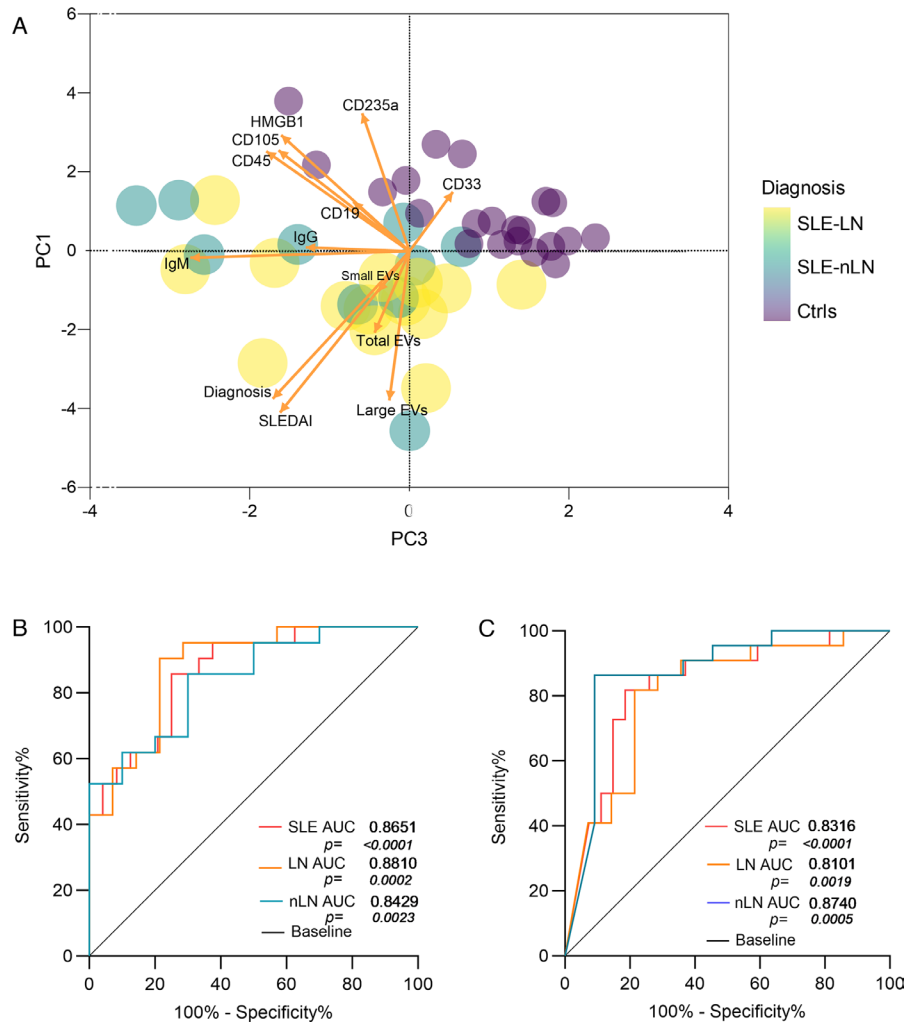 A
6
4
2
0
-2
-4
-6
PC1
-4
-2
0
2
4
PC3
CD235a
HMGB1
CD105
CD45
CD33
CD19
IgG
IgM
Small EVs
Total EVs
Diagnosis
Large EVs
SLEDAI
Diagnosis
SLE-LN
SLE-nLN
Ctrls
B
100
80
60
40
20
0
Sensitivity%
SLE AUC 0.8651
p= <0.0001
LN AUC 0.8810
p= 0.0002
nLN AUC 0.8429
p= 0.0023
Baseline
0 20 40 60 80 100
100% - Specificity%
C
100
80
60
40
20
0
Sensitivity%
SLE AUC 0.8316
p= <0.0001
LN AUC 0.8101
p= 0.0019
nLN AUC 0.8740
p= 0.0005
Baseline
0 20 40 60 80 100
100% - Specificity%